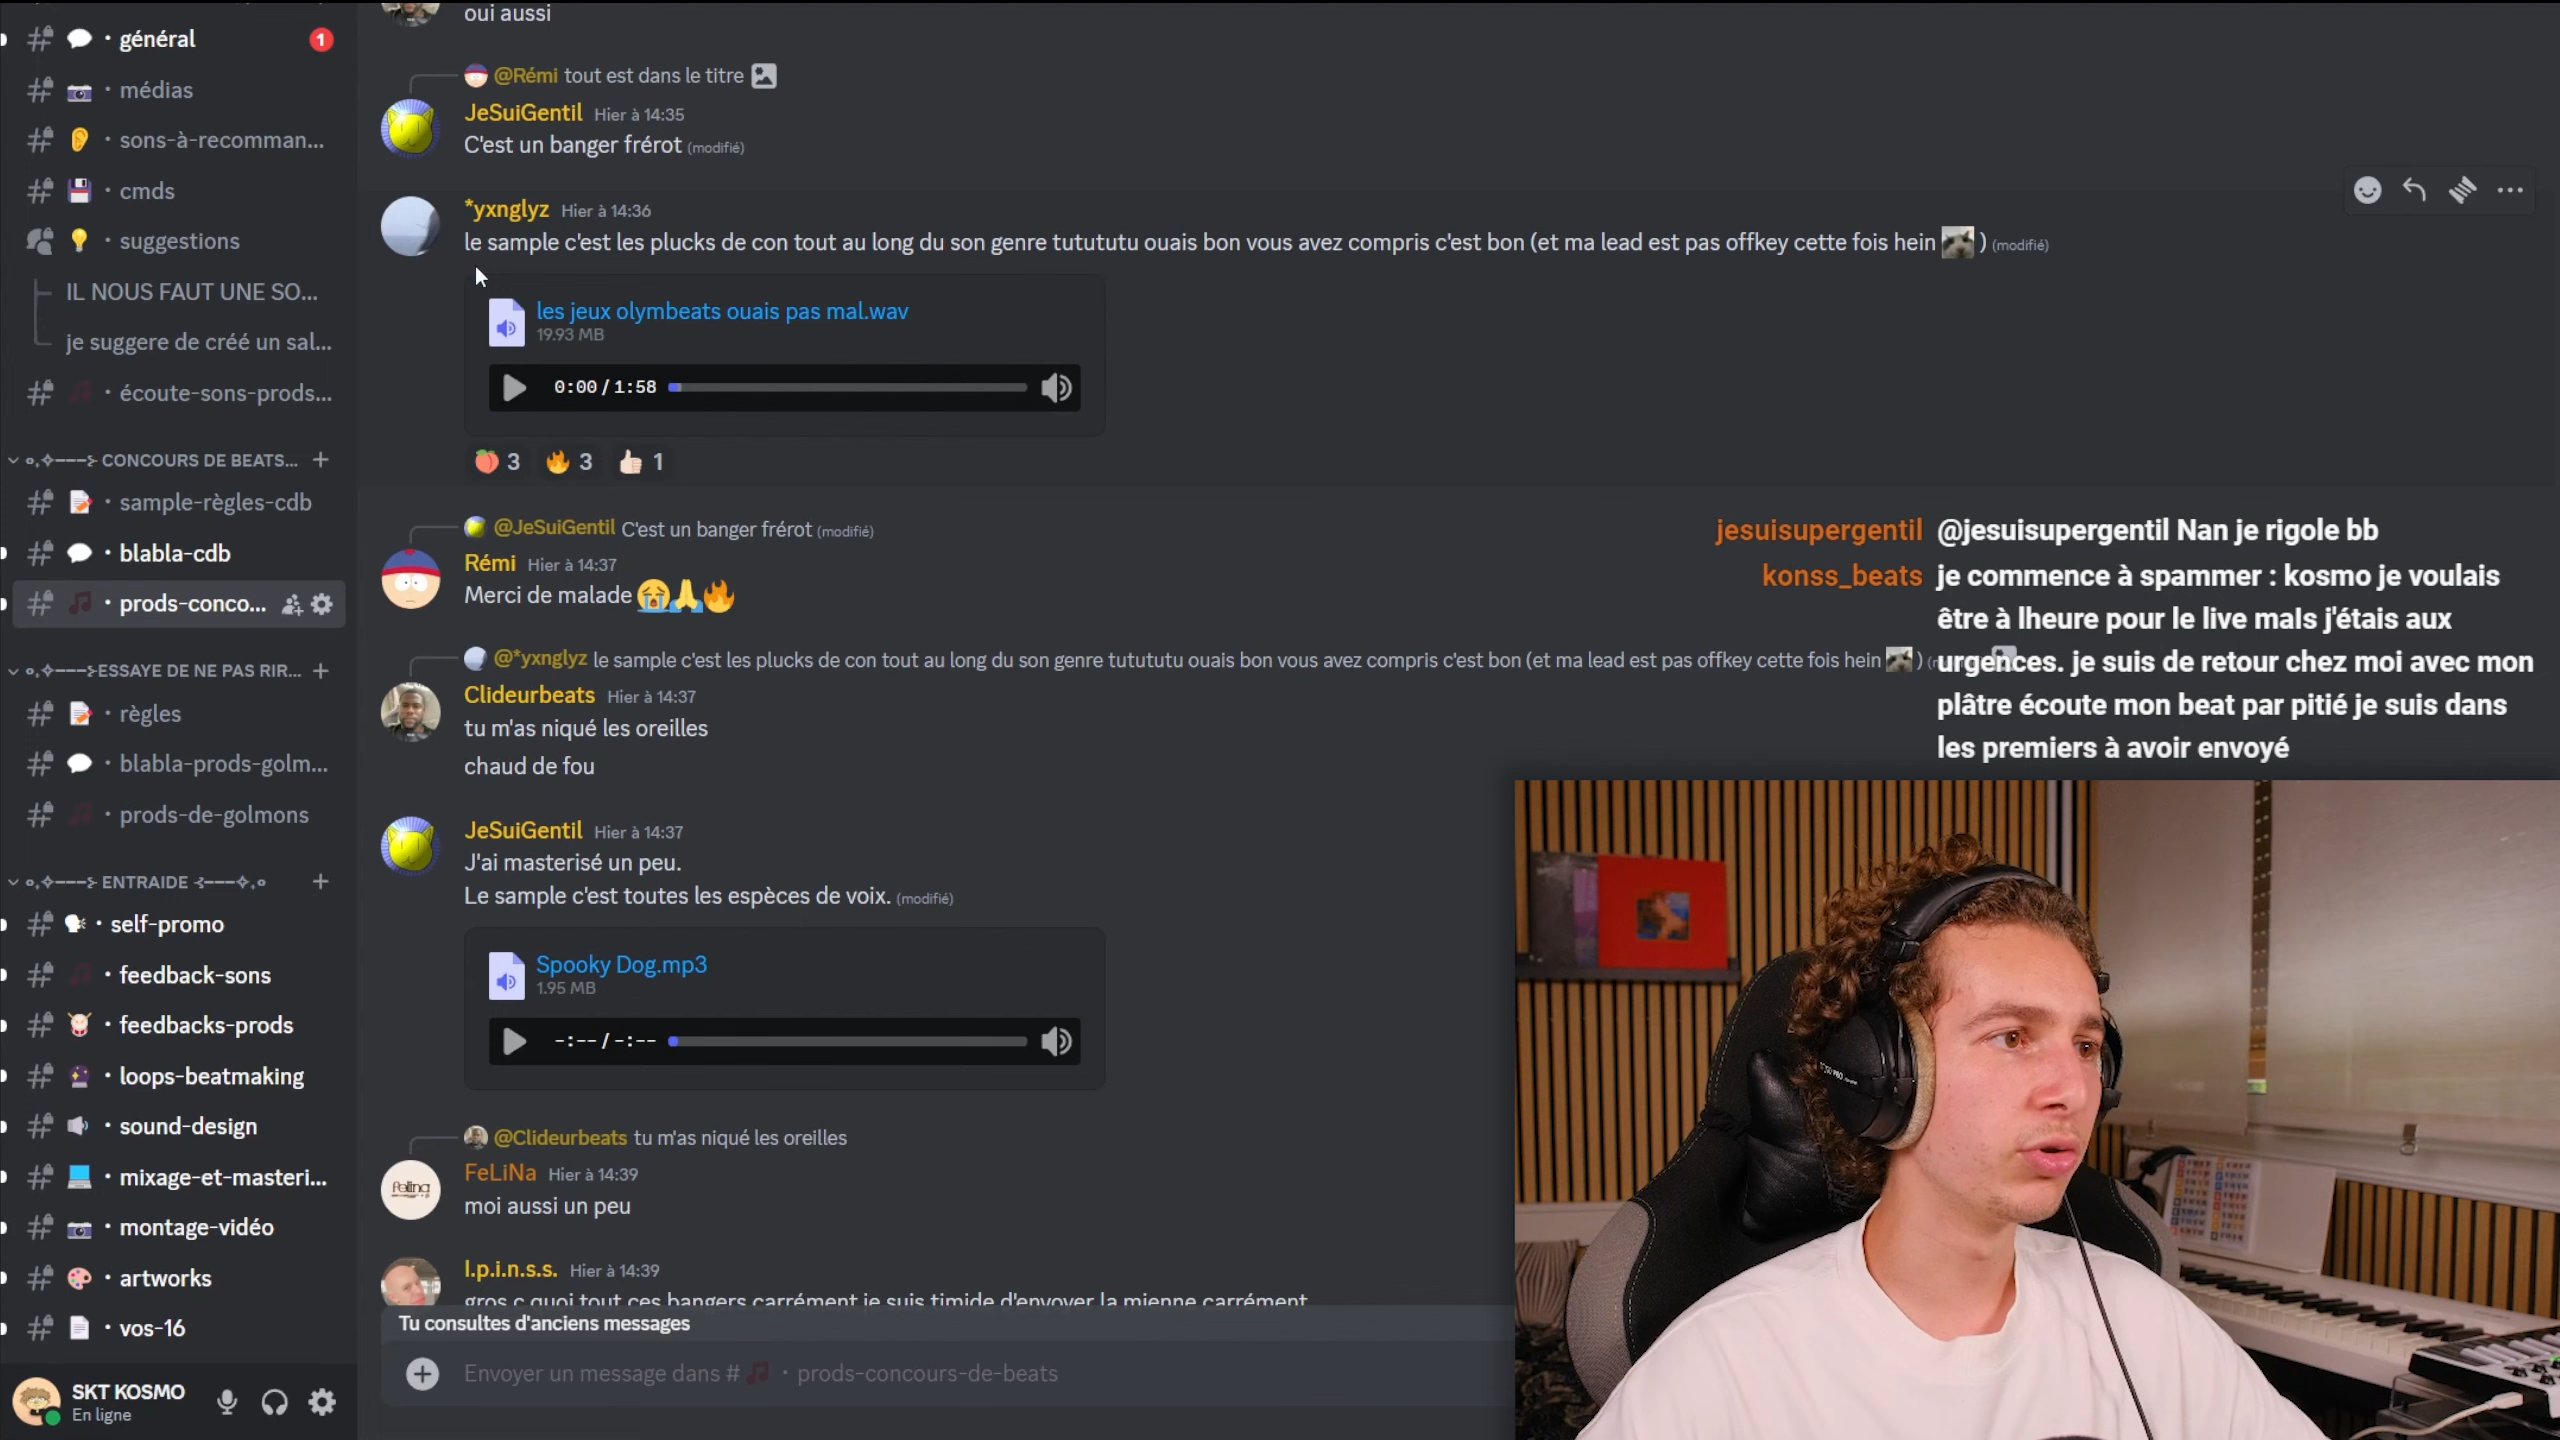 général
1
médias
sons-à-recomman...
cmds
suggestions
IL NOUS FAUT UNE SO...
je suggere de créé un sal...
écoute-sons-prods...
CONCOURS DE BEATS...
sample-règles-cdb
blabla-cdb
prods-conco...
ESSAYE DE NE PAS RIR...
règles
blabla-prods-golm...
prods-de-golmons
ENTRAIDE
self-promo
feedback-sons
feedbacks-prods
loops-beatmaking
sound-design
mixage-et-masteri...
montage-vidéo
artworks
vos-16
SKT KOSMO
En ligne
oui aussi
@Rémi tout est dans le titre
JeSuiGentil Hier à 14:35
C'est un banger frérot (modifié)
*yxnglyz Hier à 14:36
le sample c'est les plucks de con tout au long du son genre tutututu ouais bon vous avez compris c'est bon (et ma lead est pas offkey cette fois hein ) (modifié)
les jeux olymbeats ouais pas mal.wav
19.93 MB
0:00 / 1:58
3 3 1
@JeSuiGentil C'est un banger frérot (modifié)
Rémi Hier à 14:37
Merci de malade
@*yxnglyz le sample c'est les plucks de con tout au long du son genre tutututu ouais bon vous avez compris c'est bon (et ma lead est pas offkey cette fois hein )
Clideurbeats Hier à 14:37
tu m'as niqué les oreilles
chaud de fou
JeSuiGentil Hier à 14:37
J'ai masterisé un peu.
Le sample c'est toutes les espèces de voix. (modifié)
Spooky Dog.mp3
1.95 MB
-:-- / -:--
@Clideurbeats tu m'as niqué les oreilles
FeLiNa Hier à 14:39
moi aussi un peu
l.p.i.n.s.s. Hier à 14:39
gros c quoi tout ces bangers carrément je suis timide d'envoyer la mienne carrément
Tu consultes d'anciens messages
Envoyer un message dans # • prods-concours-de-beats
jesuisupergentil @jesuisupergentil Nan je rigole bb
konss_beats je commence à spammer : kosmo je voulais
être à lheure pour le live maIs j'étais aux
urgences. je suis de retour chez moi avec mon
plâtre écoute mon beat par pitié je suis dans
les premiers à avoir envoyé